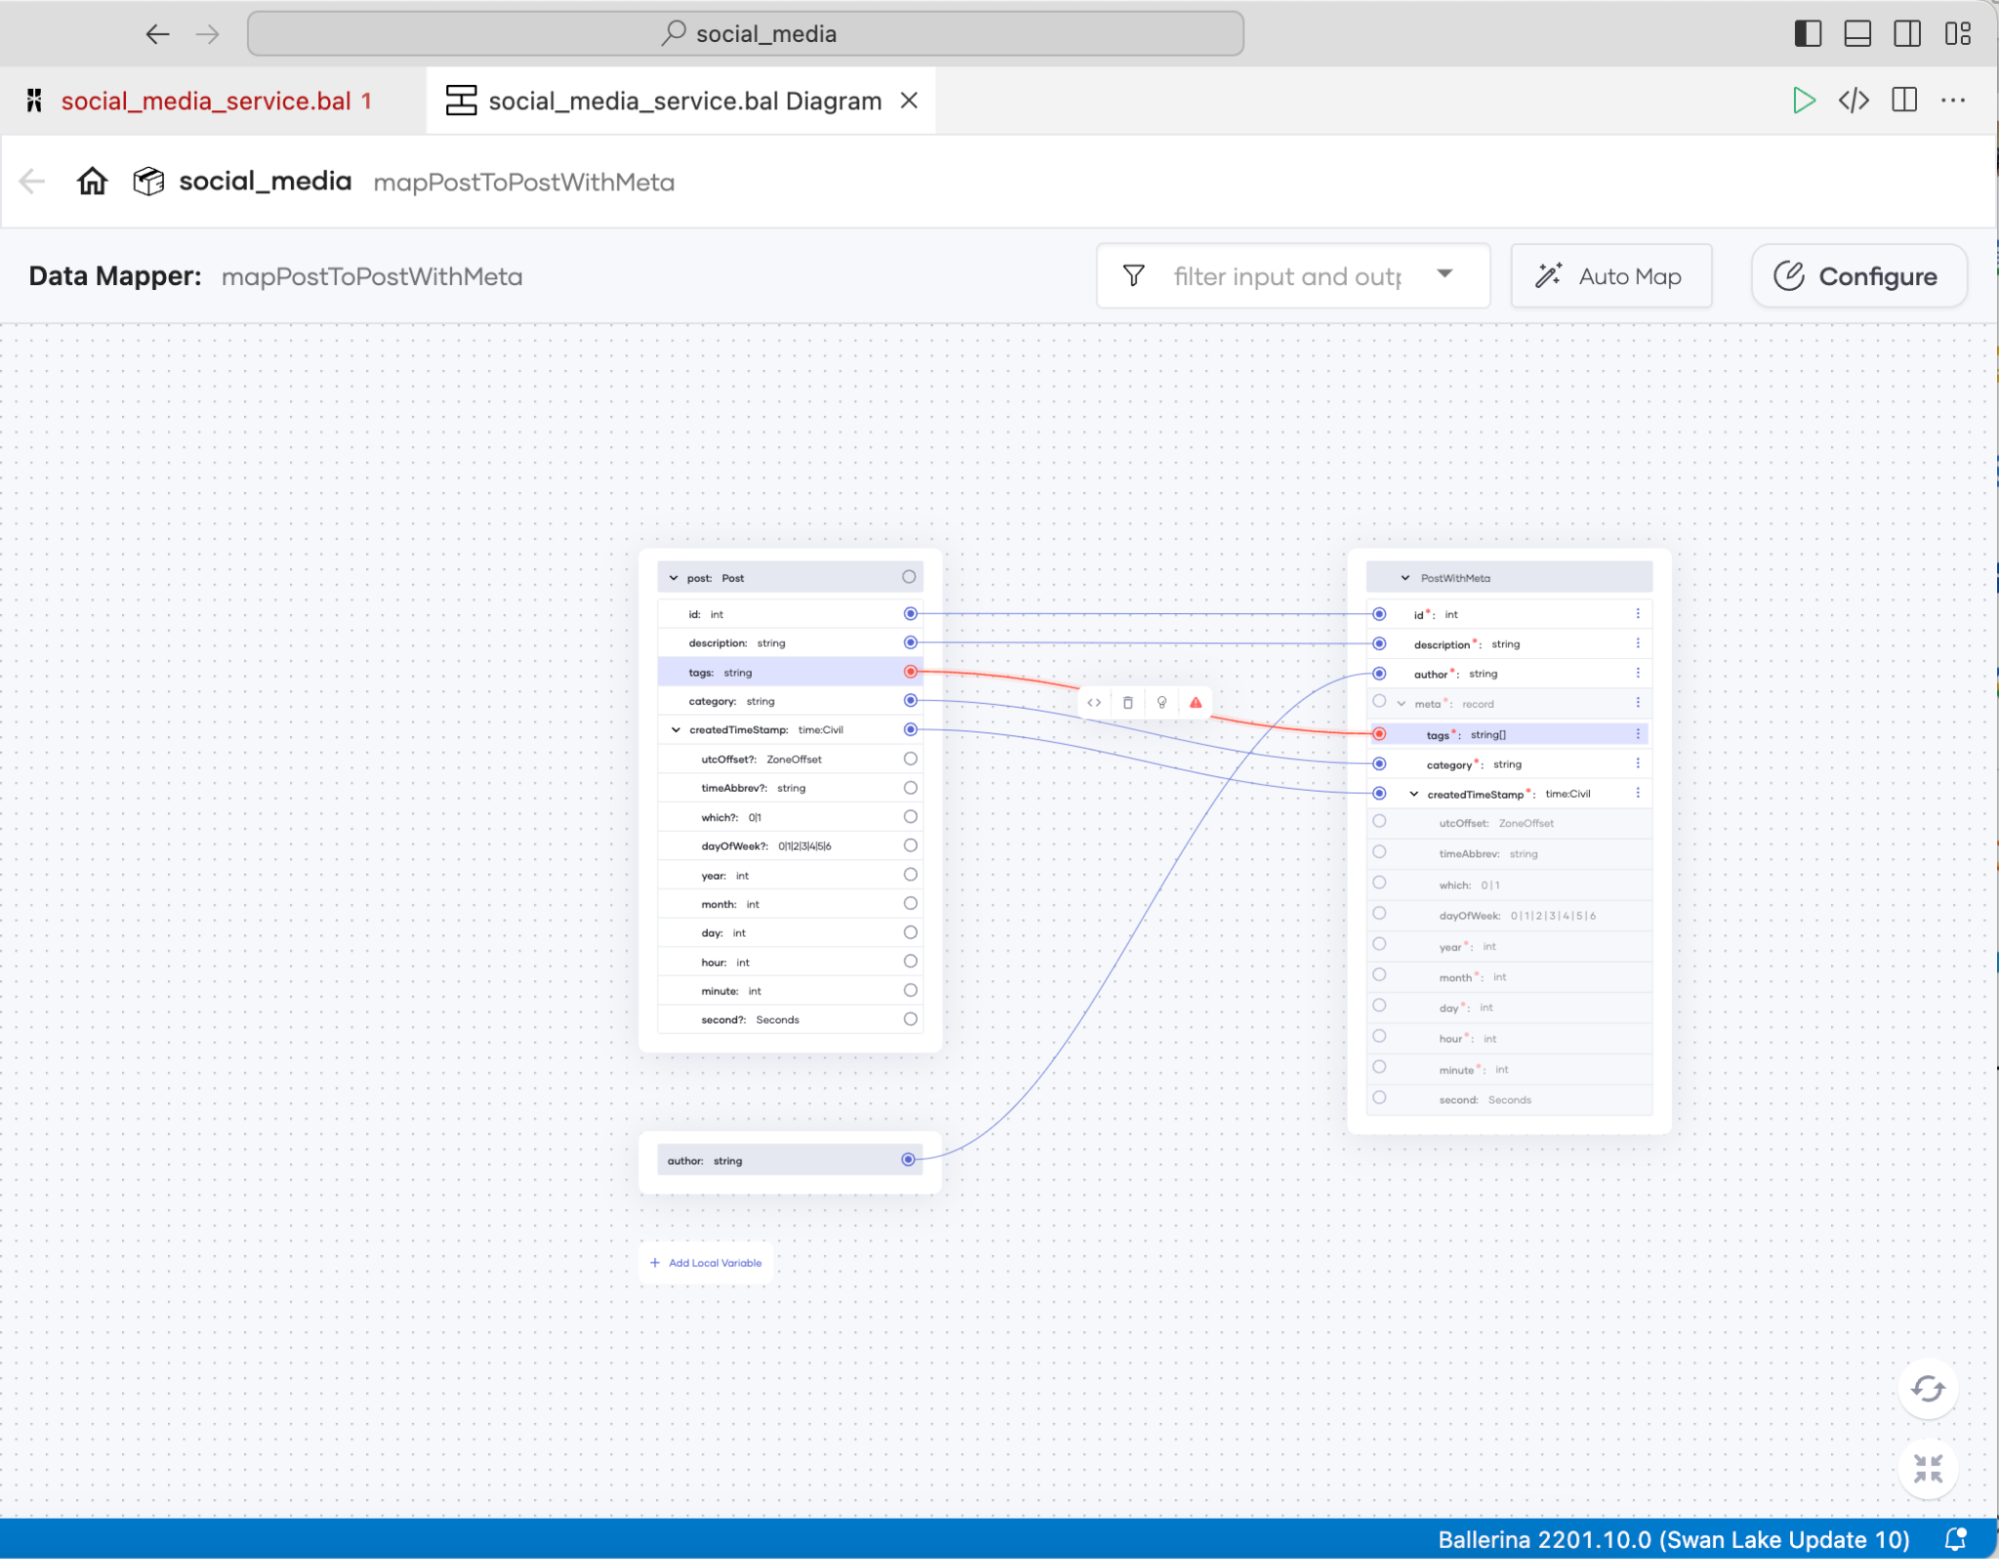 social_media
social_media_service.bal 1
social_media_service.bal Diagram
social_media mapPostToPostWithMeta
Data Mapper: mapPostToPostWithMeta
filter input and outp
Auto Map
Configure
post: Post
id: int
description: string
tags: string
category: string
createdTimeStamp: time:Civil
utcOffset?: ZoneOffset
timeAbbrev?: string
which?: 0|1
dayOfWeek?: 0|1|2|3|4|5|6
year: int
month: int
day: int
hour: int
minute: int
second?: Seconds
author: string
+ Add Local Variable
PostWithMeta
id*: int
description*: string
author*: string
meta*: record
tags*: string[]
category*: string
createdTimeStamp*: time:Civil
utcOffset: ZoneOffset
timeAbbrev: string
which: 0|1
dayOfWeek: 0|1|2|3|4|5|6
year*: int
month*: int
day*: int
hour*: int
minute*: int
second: Seconds
Ballerina 2201.10.0 (Swan Lake Update 10)